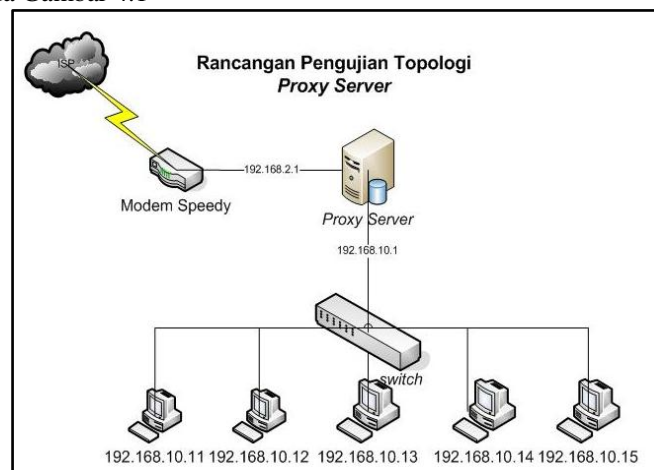 Rancangan Pengujian Topologi
Proxy Server
ISP
192.168.2.1
Modem Speedy
Proxy Server
192.168.10.1
switch
192.168.10.11 192.168.10.12 192.168.10.13 192.168.10.14 192.168.10.15